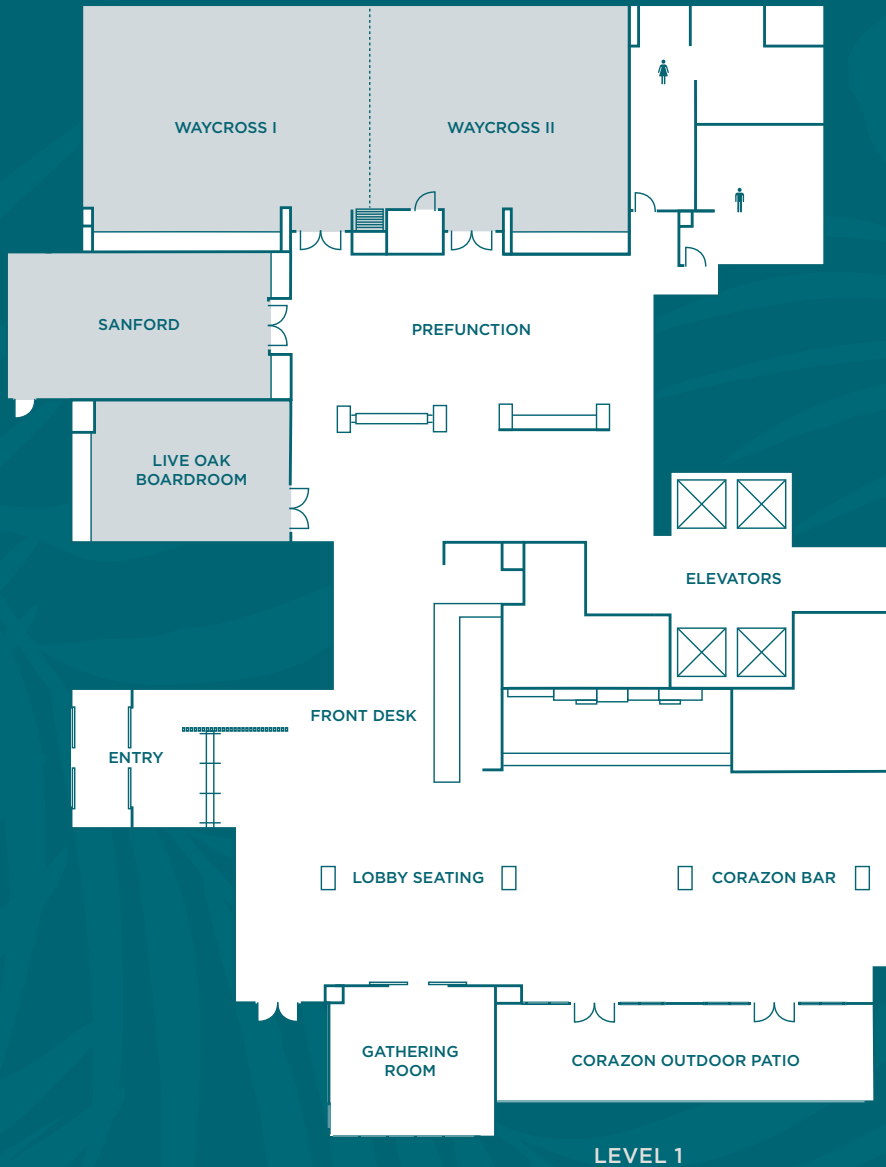 WAYCROSS I
WAYCROSS II
SANFORD
PREFUNCTION
LIVE OAK
BOARDROOM
ELEVATORS
FRONT DESK
ENTRY
LOBBY SEATING
CORAZON BAR
GATHERING
ROOM
CORAZON OUTDOOR PATIO
LEVEL 1